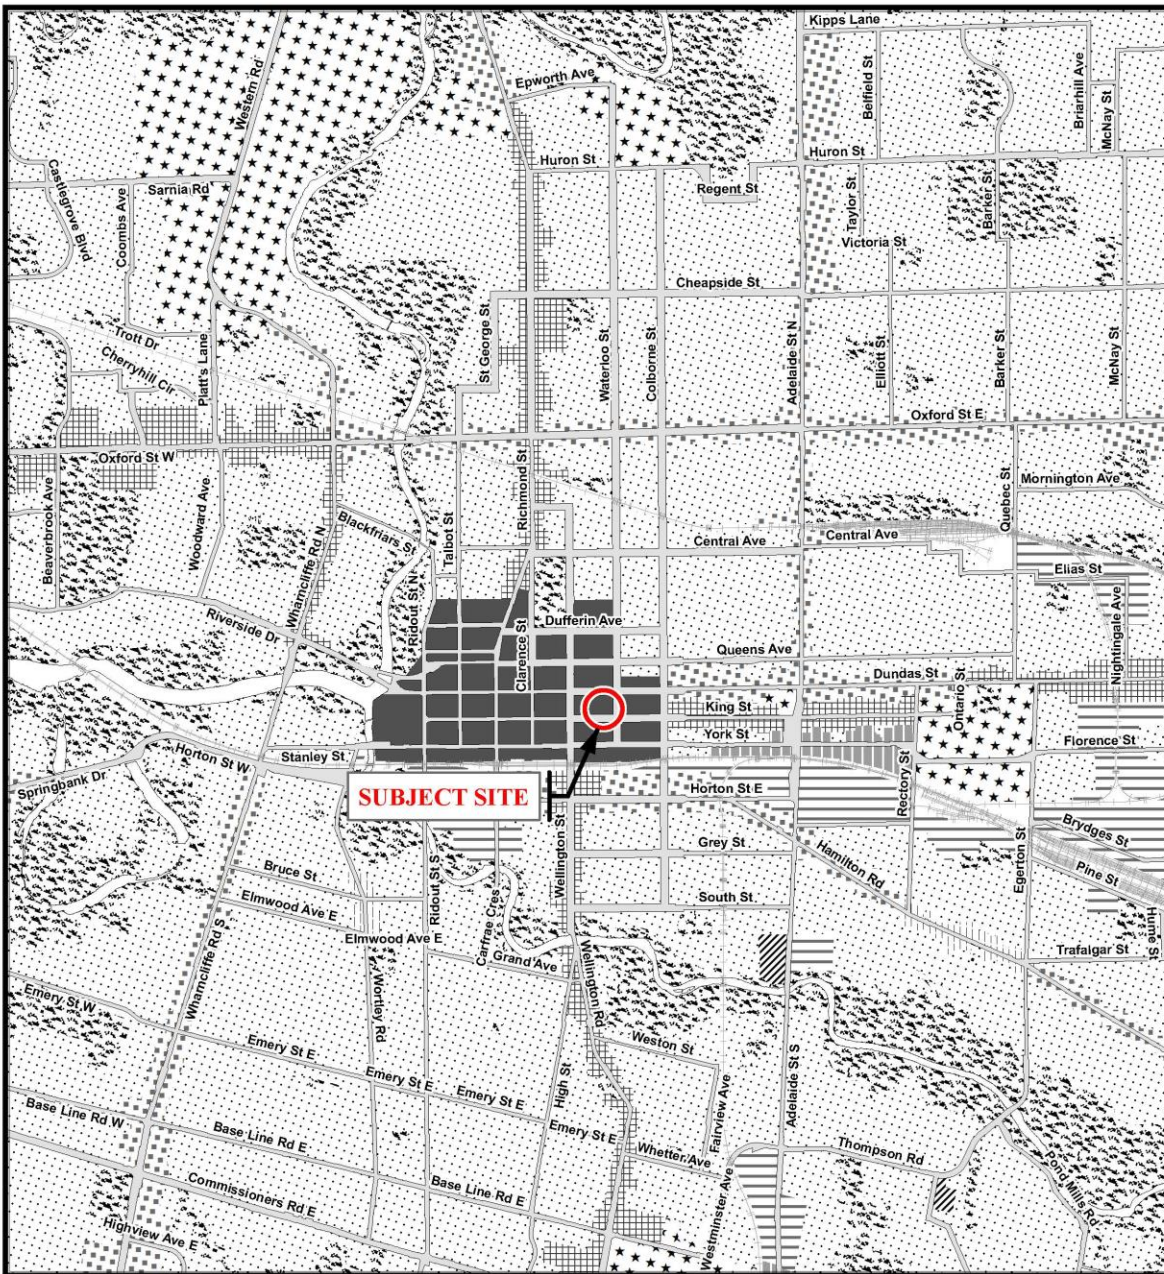 Kipps Lane
Epworth Ave
Western Rd
Belfield St
Briarhill Ave
McNay St
Huron St
Huron St
Castlegrove Blvd
Sarnia Rd
Coombs Ave
Regent St
Taylor St
Barker St
Victoria St
Cheapside St
Trott Dr
Cherryhill Cir
Platt's Lane
St George St
Waterloo St
Colborne St
Adelaide St N
Elliott St
Barker St
McNay St
Oxford St E
Oxford St W
Richmond St
Beaverbrook Ave
Woodward Ave
Wharncliffe Rd N
Blackfriars St
Talbot St
Quebec St
Mornington Ave
Central Ave
Central Ave
Elias St
Ridout St N
Riverside Dr
Clarence St
Dufferin Ave
Queens Ave
Nightingale Ave
Dundas St
Ontario St
King St
York St
Florence St
Stanley St
Horton St W
Springbank Dr
SUBJECT SITE
Horton St E
Rectory St
Brydges St
Wellington St
Grey St
Hamilton Rd
Egerton St
Pine St
Bruce St
Ridout St S
Carfrae Cres
South St
Hume St
Elmwood Ave E
Elmwood Ave E
Wharncliffe Rd S
Grand Ave
Trafalgar St
Wortley Rd
Wellington Rd
Emery St W
Emery St E
Weston St
Adelaide St S
Emery St E
Emery St E
High St
Fairview Ave
Base Line Rd W
Base Line Rd E
Emery St E
Whetter Ave
Thompson Rd
Commissioners Rd E
Base Line Rd E
Westminster Ave
Pond Mills Rd
Highview Ave E